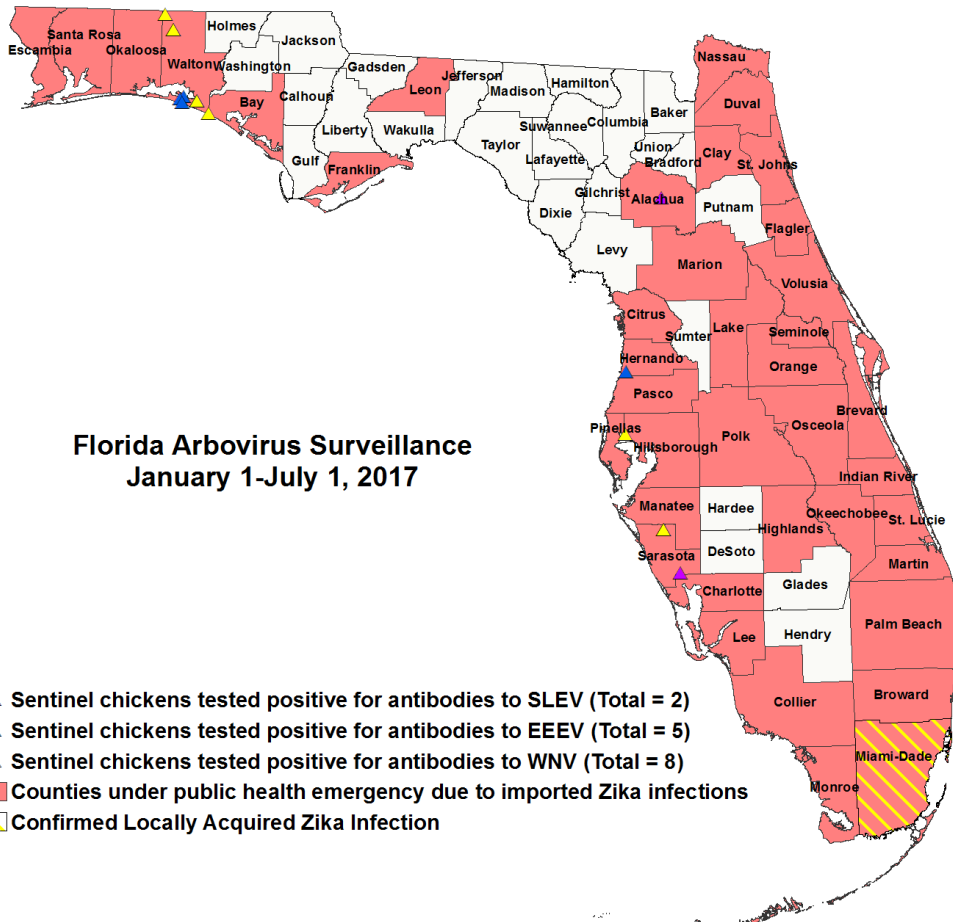 Holmes
Jackson
Santa Rosa
Escambia
Okaloosa
Walton
Washington
Gadsden
Jefferson
Hamilton
Nassau
Leon
Madison
Calhoun
Bay
Duval
Baker
Suwannee
Columbia
Liberty
Wakulla
Taylor
Union
Clay
Lafayette
Bradford
St. Johns
Gulf
Franklin
Gilchrist
Alachua
Putnam
Dixie
Flagler
Levy
Marion
Volusia
Citrus
Lake
Sumter
Seminole
Hernando
Orange
Pasco
Brevard
Pinellas
Osceola
Polk
Hillsborough
Florida Arbovirus Surveillance
January 1-July 1, 2017
Indian River
Manatee
Hardee
Okeechobee
St. Lucie
Highlands
DeSoto
Sarasota
Martin
Glades
Charlotte
Palm Beach
Hendry
Lee
Broward
Collier
Miami-Dade
Monroe
Sentinel chickens tested positive for antibodies to SLEV (Total = 2)
Sentinel chickens tested positive for antibodies to EEEV (Total = 5)
Sentinel chickens tested positive for antibodies to WNV (Total = 8)
Counties under public health emergency due to imported Zika infections
Confirmed Locally Acquired Zika Infection